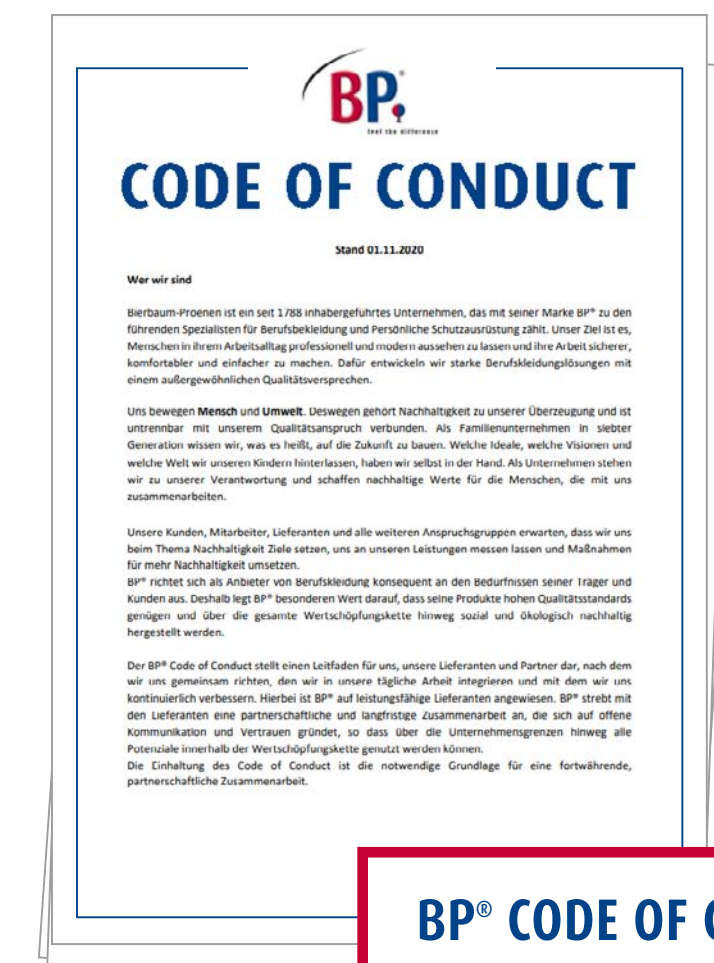 BP®
feel the difference
CODE OF CONDUCT
Stand 01.11.2020
Wer wir sind
Bierbaum-Proenen ist ein seit 1788 inhabergeführtes Unternehmen, das mit seiner Marke BP® zu den
führenden Spezialisten für Berufsbekleidung und Persönliche Schutzausrüstung zählt. Unser Ziel ist es,
Menschen in ihrem Arbeitsalltag professionell und modern aussehen zu lassen und ihre Arbeit sicherer,
komfortabler und einfacher zu machen. Dafür entwickeln wir starke Berufskleidungslösungen mit
einem außergewöhnlichen Qualitätsversprechen.
Uns bewegen Mensch und Umwelt. Deswegen gehört Nachhaltigkeit zu unserer Überzeugung und ist
untrennbar mit unserem Qualitätsanspruch verbunden. Als Familienunternehmen in siebter
Generation wissen wir, was es heißt, auf die Zukunft zu bauen. Welche Ideale, welche Visionen und
welche Welt wir unseren Kindern hinterlassen, haben wir selbst in der Hand. Als Unternehmen stehen
wir zu unserer Verantwortung und schaffen nachhaltige Werte für die Menschen, die mit uns
zusammenarbeiten.
Unsere Kunden, Mitarbeiter, Lieferanten und alle weiteren Anspruchsgruppen erwarten, dass wir uns
beim Thema Nachhaltigkeit Ziele setzen, uns an unseren Leistungen messen lassen und Maßnahmen
für mehr Nachhaltigkeit umsetzen.
BP® richtet sich als Anbieter von Berufskleidung konsequent an den Bedürfnissen seiner Träger und
Kunden aus. Deshalb legt BP® besonderen Wert darauf, dass seine Produkte hohen Qualitätsstandards
genügen und über die gesamte Wertschöpfungskette hinweg sozial und ökologisch nachhaltig
hergestellt werden.
Der BP® Code of Conduct stellt einen Leitfaden für uns, unsere Lieferanten und Partner dar, nach dem
wir uns gemeinsam richten, den wir in unsere tägliche Arbeit integrieren und mit dem wir uns
kontinuierlich verbessern. Hierbei ist BP® auf leistungsfähige Lieferanten angewiesen. BP® strebt mit
den Lieferanten eine partnerschaftliche und langfristige Zusammenarbeit an, die sich auf offene
Kommunikation und Vertrauen gründet, so dass über die Unternehmensgrenzen hinweg alle
Potenziale innerhalb der Wertschöpfungskette genutzt werden können.
Die Einhaltung des Code of Conduct ist die notwendige Grundlage für eine fortwährende,
partnerschaftliche Zusammenarbeit.
BP® CODE OF